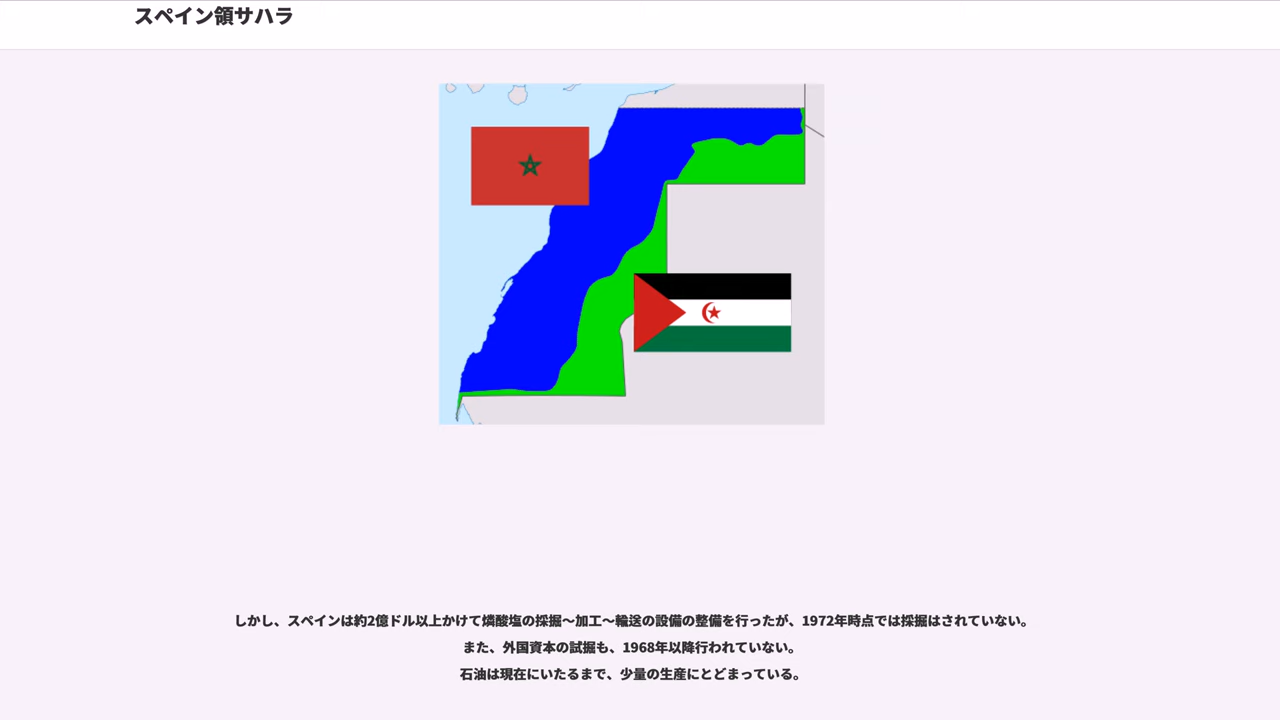 スペイン領サハラ
しかし、スペインは約2億ドル以上かけて燐酸塩の採掘〜加工〜輸送の設備の整備を行ったが、1972年時点では採掘はされていない。
また、外国資本の試掘も、1968年以降行われていない。
石油は現在にいたるまで、少量の生産にとどまっている。